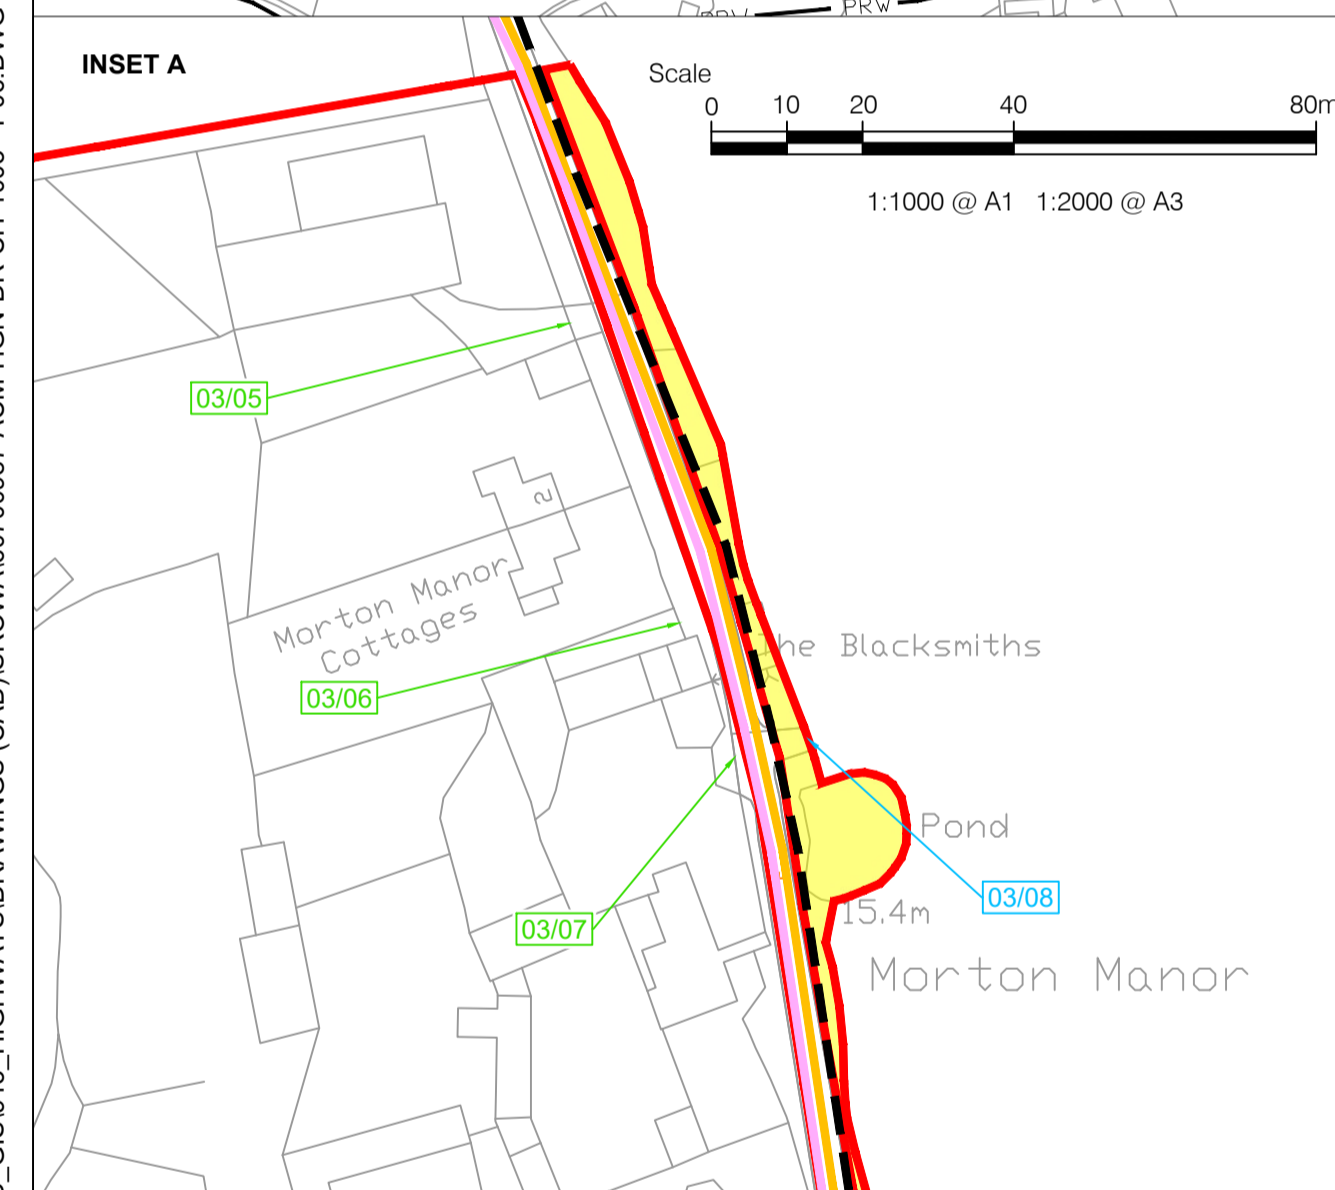 PRW
INSET A
Scale
0 10 20 40 80m
1:1000 @ A1 1:2000 @ A3
03/05
2
Morton Manor
Cottages
The Blacksmiths
03/06
Pond
03/08
15.4m
03/07
Morton Manor